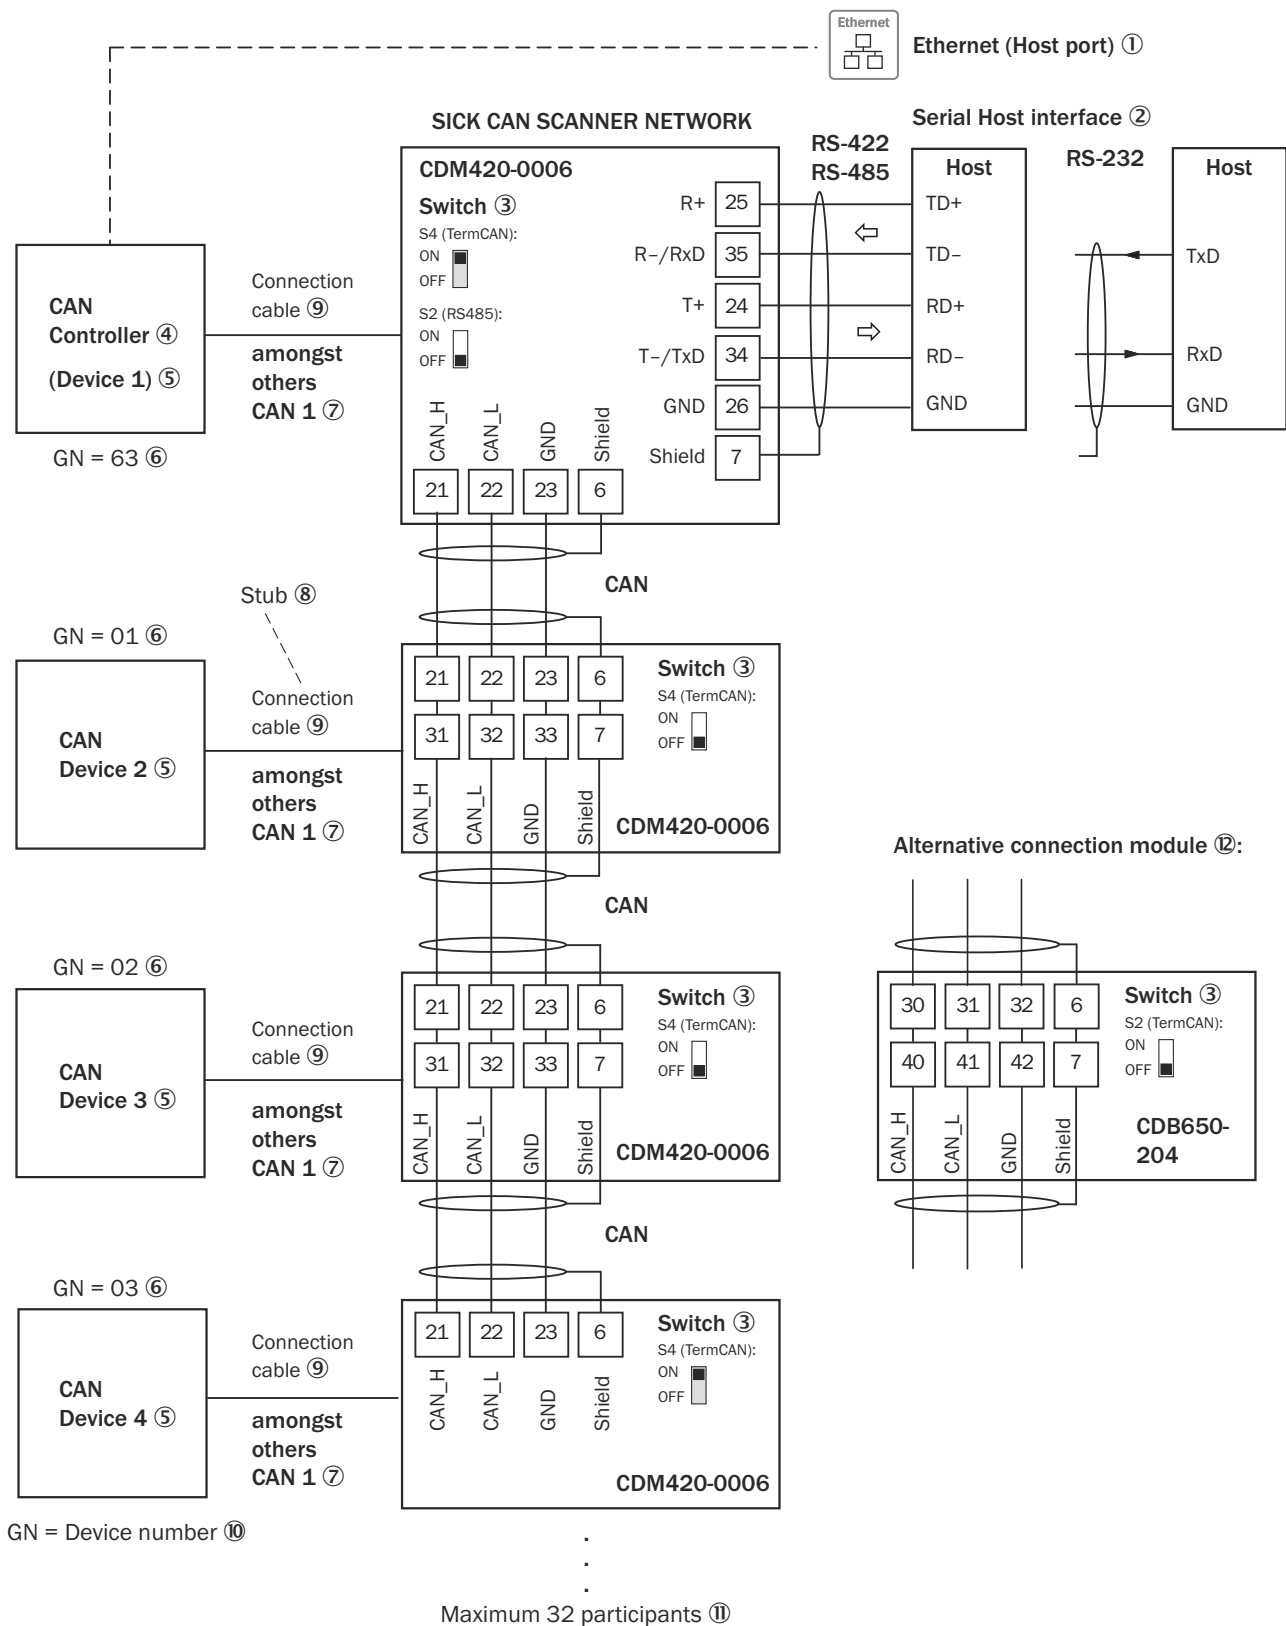 Ethernet
Ethernet (Host port) ①
SICK CAN SCANNER NETWORK
Serial Host interface ②
RS-422
RS-485
RS-232
CDM420-0006
Switch ③
S4 (TermCAN):
ON
OFF
S2 (RS485):
ON
OFF
R+ 25
R–/RxD 35
T+ 24
T–/TxD 34
GND 26
Shield 7
CAN_H
CAN_L
GND
Shield
21 22 23 6
Host
TD+
TD–
RD+
RD–
GND
Host
TxD
RxD
GND
CAN
Controller ④
(Device 1) ⑤
GN = 63 ⑥
Connection
cable ⑨
amongst
others
CAN 1 ⑦
CAN
Stub ⑧
GN = 01 ⑥
CAN
Device 2 ⑤
Connection
cable ⑨
amongst
others
CAN 1 ⑦
21 22 23 6
31 32 33 7
CAN_H
CAN_L
GND
Shield
Switch ③
S4 (TermCAN):
ON
OFF
CDM420-0006
CAN
GN = 02 ⑥
CAN
Device 3 ⑤
Connection
cable ⑨
amongst
others
CAN 1 ⑦
21 22 23 6
31 32 33 7
CAN_H
CAN_L
GND
Shield
Switch ③
S4 (TermCAN):
ON
OFF
CDM420-0006
Alternative connection module ⑫:
30 31 32 6
40 41 42 7
CAN_H
CAN_L
GND
Shield
Switch ③
S2 (TermCAN):
ON
OFF
CDB650-
204
CAN
GN = 03 ⑥
CAN
Device 4 ⑤
Connection
cable ⑨
amongst
others
CAN 1 ⑦
21 22 23 6
CAN_H
CAN_L
GND
Shield
Switch ③
S4 (TermCAN):
ON
OFF
CDM420-0006
GN = Device number ⑩
.
.
.
Maximum 32 participants ⑪